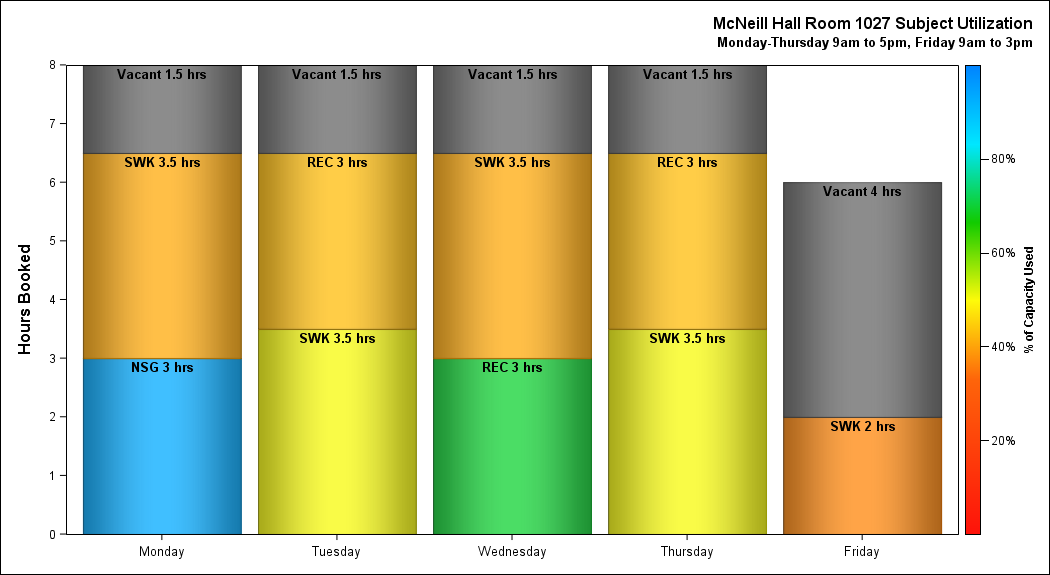 McNeill Hall Room 1027 Subject Utilization
Monday-Thursday 9am to 5pm, Friday 9am to 3pm
Hours Booked
8
7
6
5
4
3
2
1
0
Vacant 1.5 hrs
SWK 3.5 hrs
NSG 3 hrs
Vacant 1.5 hrs
REC 3 hrs
SWK 3.5 hrs
Vacant 1.5 hrs
SWK 3.5 hrs
REC 3 hrs
Vacant 1.5 hrs
REC 3 hrs
SWK 3.5 hrs
Vacant 4 hrs
SWK 2 hrs
Monday
Tuesday
Wednesday
Thursday
Friday
80%
60%
40%
20%
% of Capacity Used